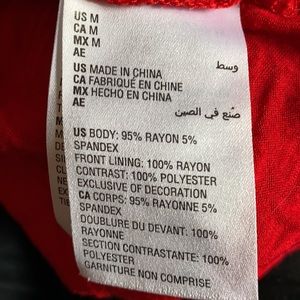 US M
CA M
MX M
AE وسط
US MADE IN CHINA
CA FABRIQUÉ EN CHINE
MX HECHO EN CHINA
AE صنع في الصين
US BODY: 95% RAYON 5%
SPANDEX
FRONT LINING: 100% RAYON
CONTRAST: 100% POLYESTER
EXCLUSIVE OF DECORATION
CA CORPS: 95% RAYONNE 5%
SPANDEX
DOUBLURE DU DEVANT: 100%
RAYONNE
SECTION CONTRASTANTE: 100%
POLYESTER
GARNITURE NON COMPRISE